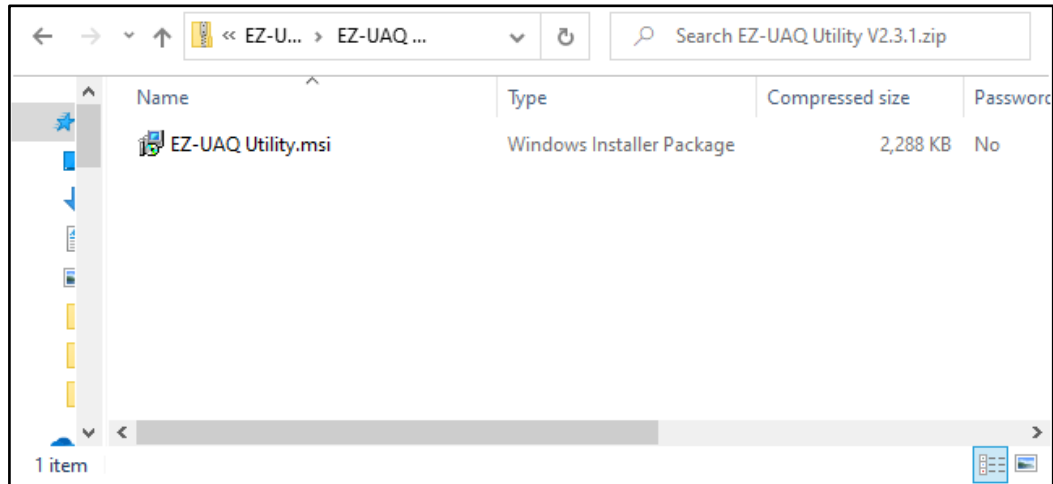 « EZ-U... › EZ-UAQ ...
Search EZ-UAQ Utility V2.3.1.zip
Name Type Compressed size Password
EZ-UAQ Utility.msi Windows Installer Package 2,288 KB No
1 item